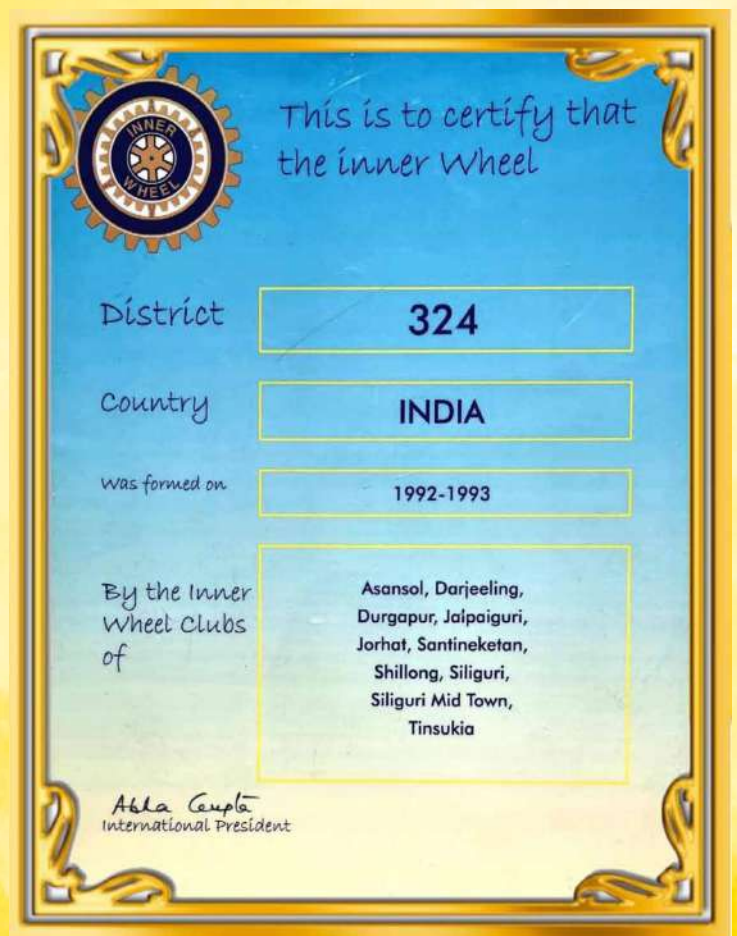 INNER
WHEEL
This is to certify that
the inner Wheel
District
324
Country
INDIA
Was formed on
1992-1993
By the Inner
Wheel Clubs
of
Asansol, Darjeeling,
Durgapur, Jalpaiguri,
Jorhat, Santineketan,
Shillong, Siliguri,
Siliguri Mid Town,
Tinsukia
Abha Gupta
International President